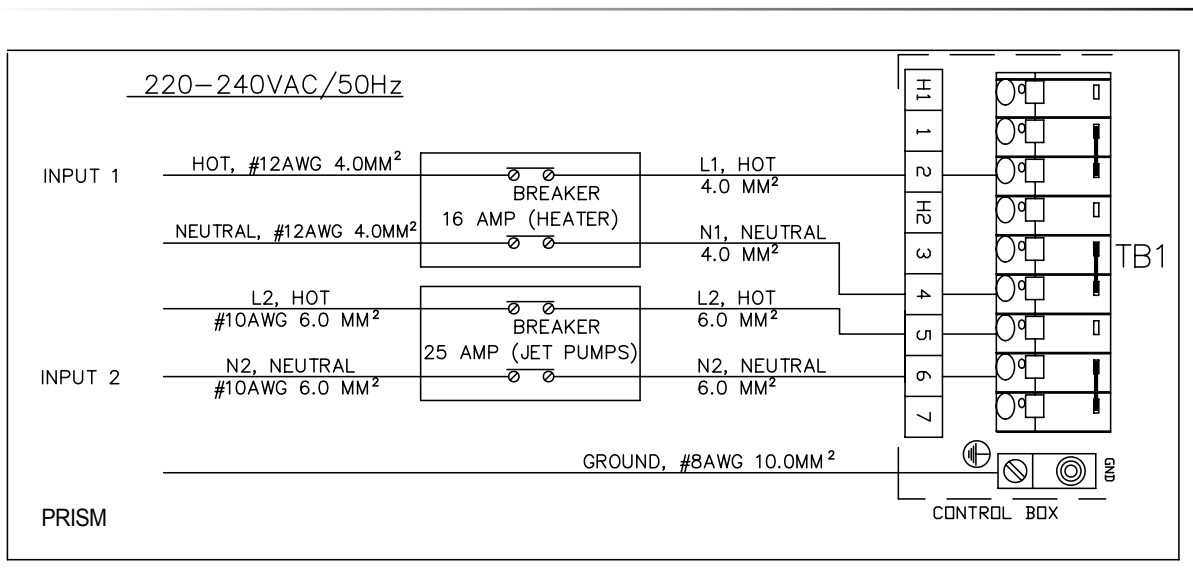 220-240VAC/50Hz
INPUT 1
HOT, #12AWG 4.0MM²
NEUTRAL, #12AWG 4.0MM²
BREAKER
16 AMP (HEATER)
L1, HOT
4.0 MM²
N1, NEUTRAL
4.0 MM²
INPUT 2
L2, HOT
#10AWG 6.0 MM²
N2, NEUTRAL
#10AWG 6.0 MM²
BREAKER
25 AMP (JET PUMPS)
L2, HOT
6.0 MM²
N2, NEUTRAL
6.0 MM²
GROUND, #8AWG 10.0MM²
H1
1
2
H2
3
4
5
6
7
TB1
GND
CONTROL BOX
PRISM